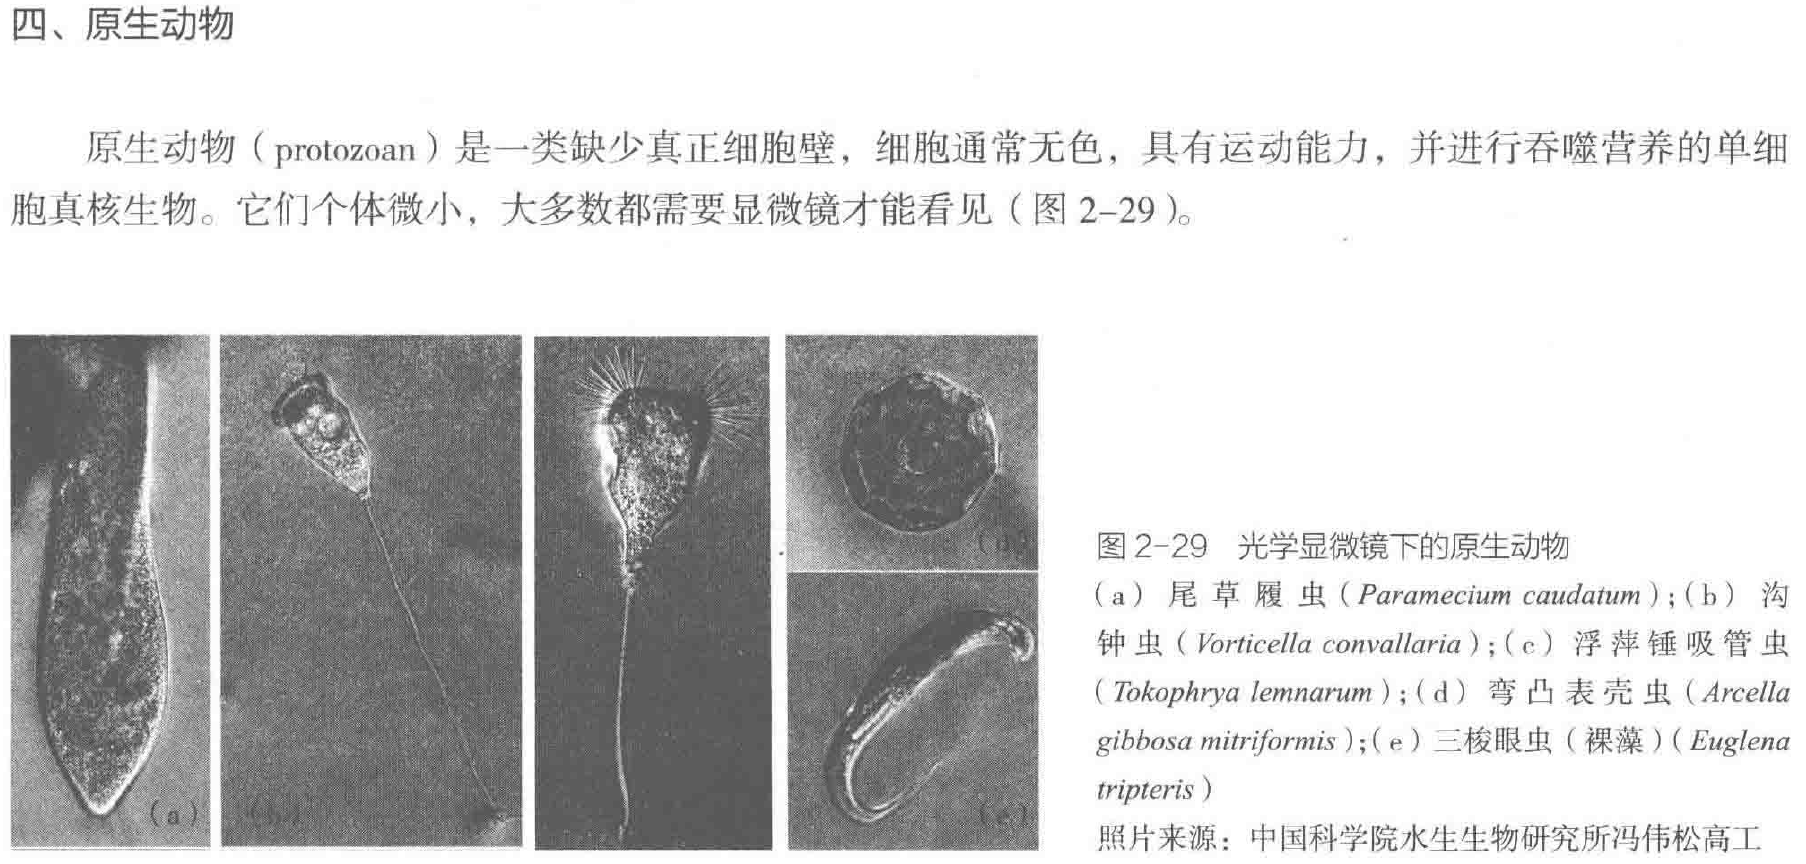 四、原生动物
原生动物（protozoan）是一类缺少真正细胞壁，细胞通常无色，具有运动能力，并进行吞噬营养的单细
胞真核生物。它们个体微小，大多数都需要显微镜才能看见（图 2–29）。
(a)
(b)
(d)
(e)
图 2-29 光学显微镜下的原生动物
（a）尾草履虫（Paramecium caudatum）；（b）沟
钟虫（Vorticella convallaria）；（c）浮萍锤吸管虫
（Tokophrya lemnarum）；（d）弯凸表壳虫（Arcella
gibbosa mitriformis）；（e）三梭眼虫（裸藻）（Euglena
tripteris）
照片来源：中国科学院水生生物研究所冯伟松高工